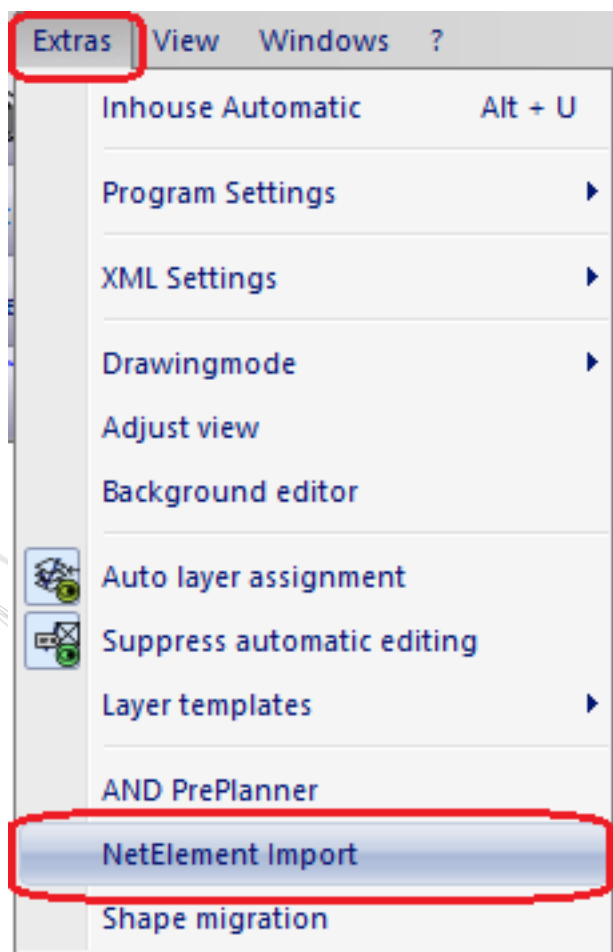 Extras View Windows ?
Inhouse Automatic Alt + U
Program Settings
XML Settings
Drawingmode
Adjust view
Background editor
Auto layer assignment
Suppress automatic editing
Layer templates
AND PrePlanner
NetElement Import
Shape migration